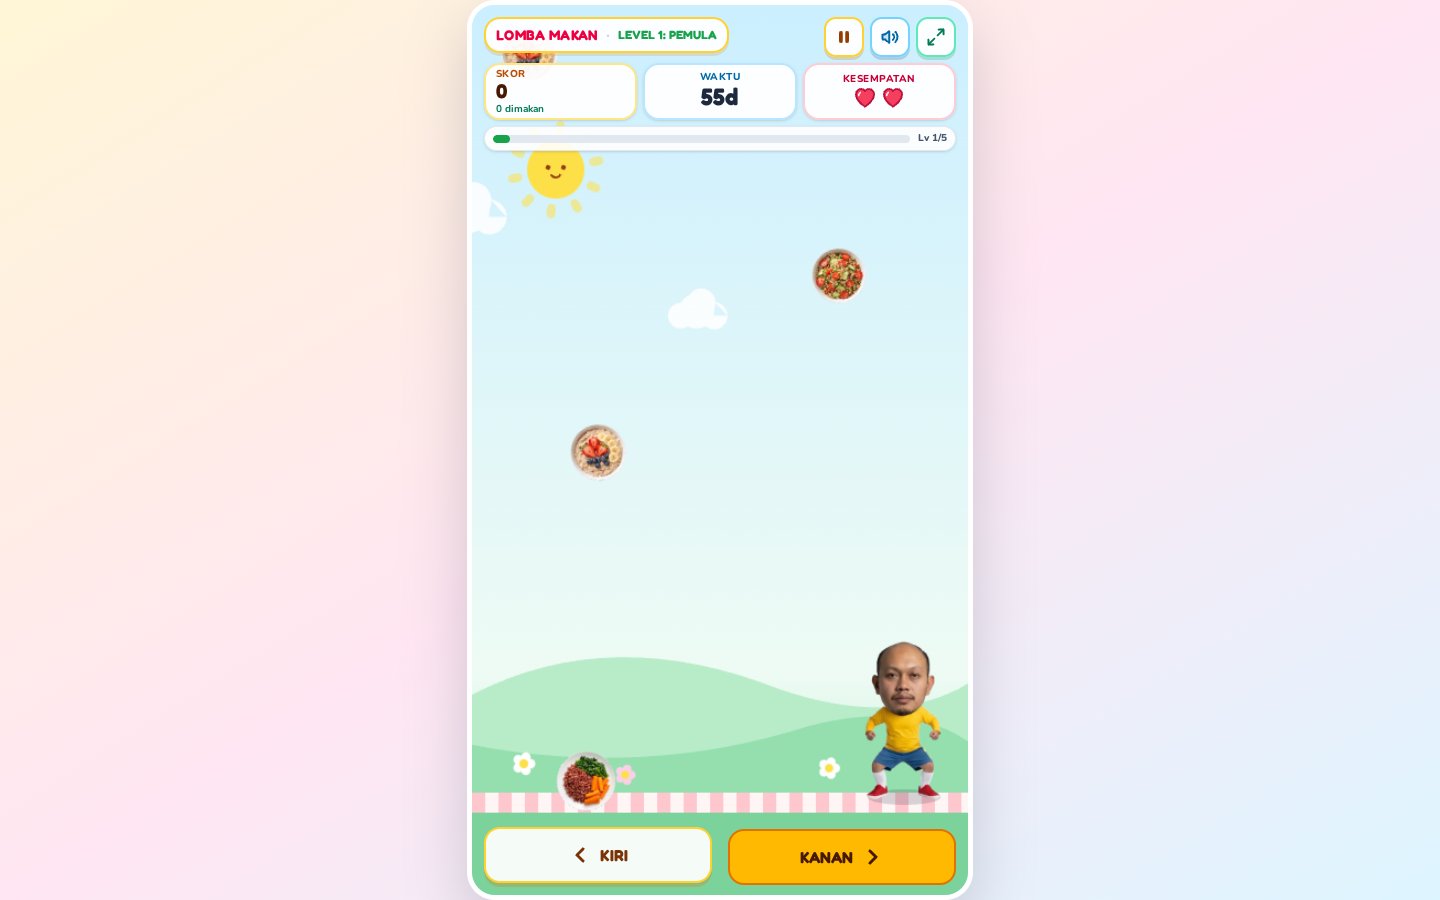 LOMBA MAKAN · LEVEL 1: PEMULA
SKOR
0
0 dimakan
WAKTU
55d
KESEMPATAN
Lv 1/5
KIRI
KANAN